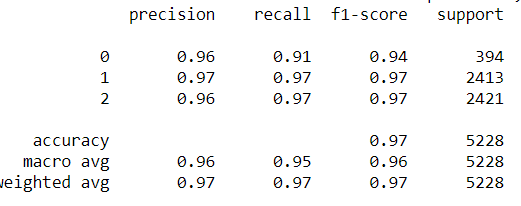 precision recall f1-score support
0 0.96 0.91 0.94 394
1 0.97 0.97 0.97 2413
2 0.96 0.97 0.97 2421
accuracy 0.97 5228
macro avg 0.96 0.95 0.96 5228
weighted avg 0.97 0.97 0.97 5228